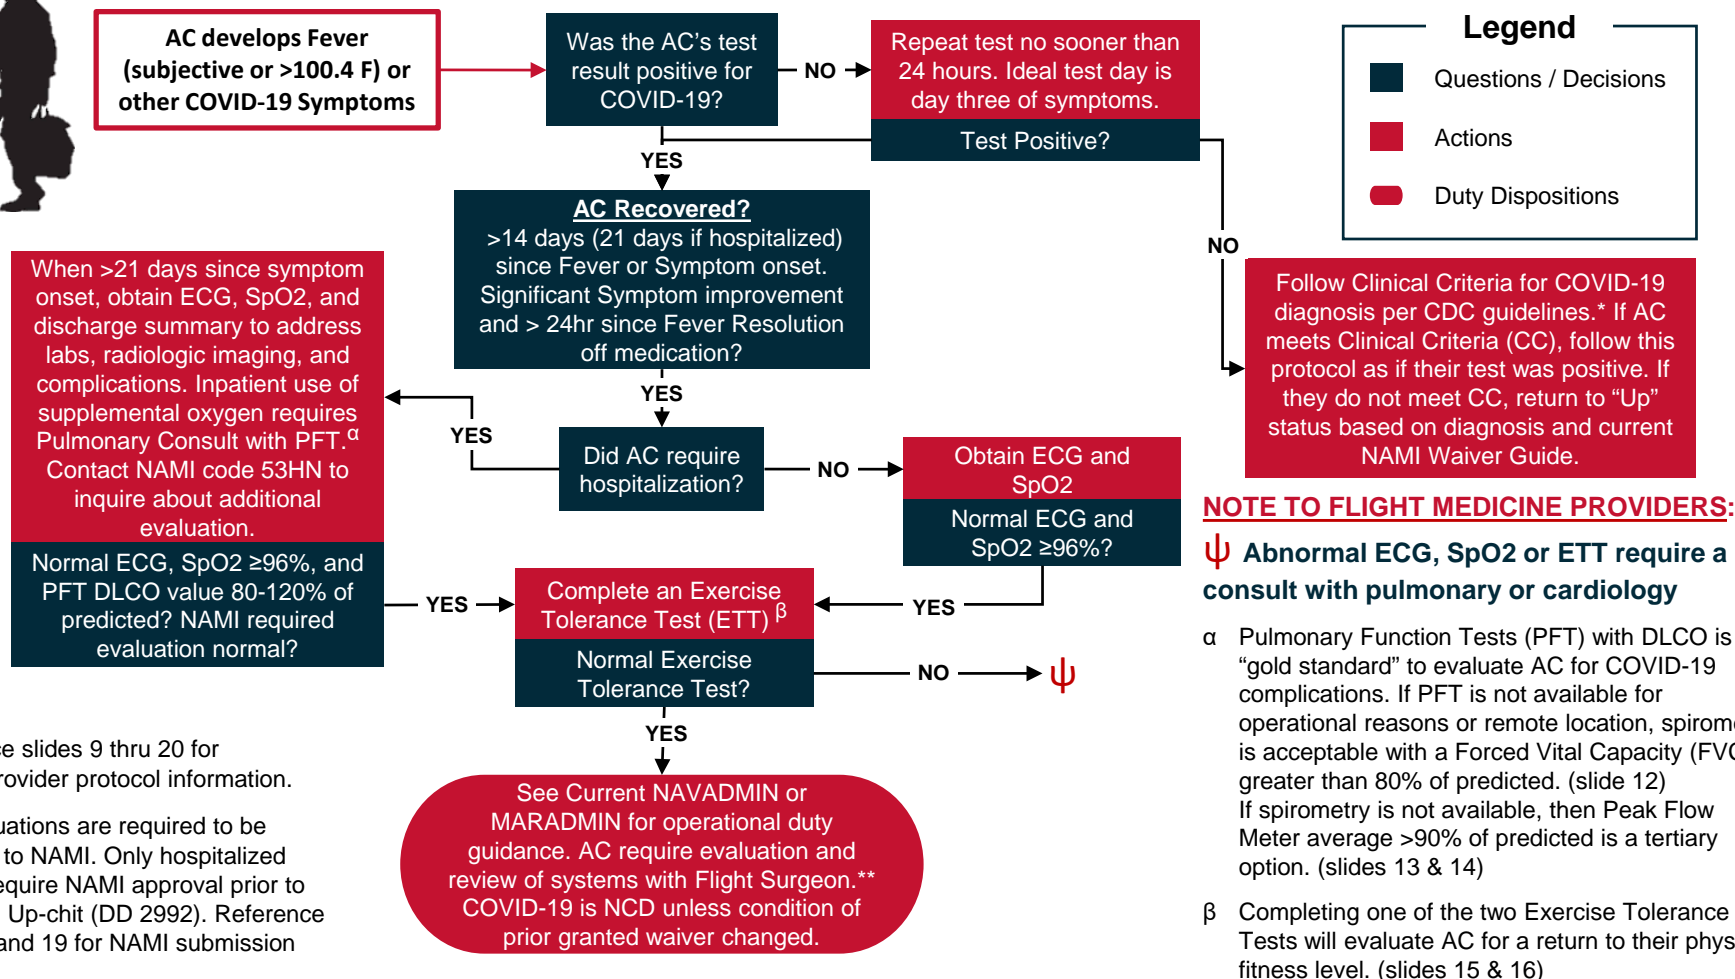 AC develops Fever
(subjective or >100.4 F) or
other COVID-19 Symptoms
Was the AC’s test
result positive for
COVID-19?
NO
Repeat test no sooner than
24 hours. Ideal test day is
day three of symptoms.
Test Positive?
Legend
Questions / Decisions
Actions
Duty Dispositions
YES
NO
AC Recovered?
>14 days (21 days if hospitalized)
since Fever or Symptom onset.
Significant Symptom improvement
and > 24hr since Fever Resolution
off medication?
Follow Clinical Criteria for COVID-19
diagnosis per CDC guidelines.* If AC
meets Clinical Criteria (CC), follow this
protocol as if their test was positive. If
they do not meet CC, return to “Up”
status based on diagnosis and current
NAMI Waiver Guide.
YES
Did AC require
hospitalization?
YES
When >21 days since symptom
onset, obtain ECG, SpO2, and
discharge summary to address
labs, radiologic imaging, and
complications. Inpatient use of
supplemental oxygen requires
Pulmonary Consult with PFT.α
Contact NAMI code 53HN to
inquire about additional
evaluation.
Normal ECG, SpO2 ≥96%, and
PFT DLCO value 80-120% of
predicted? NAMI required
evaluation normal?
YES
NO
Obtain ECG and
SpO2
Normal ECG and
SpO2 ≥96%?
YES
Complete an Exercise
Tolerance Test (ETT) β
Normal Exercise
Tolerance Test?
NO
ψ
YES
See Current NAVADMIN or
MARADMIN for operational duty
guidance. AC require evaluation and
review of systems with Flight Surgeon.**
COVID-19 is NCD unless condition of
prior granted waiver changed.
NOTE TO FLIGHT MEDICINE PROVIDERS:
ψ Abnormal ECG, SpO2 or ETT require a
consult with pulmonary or cardiology
α Pulmonary Function Tests (PFT) with DLCO is
“gold standard” to evaluate AC for COVID-19
complications. If PFT is not available for
operational reasons or remote location,
is acceptable with a Forced Vital Capacity
greater than 80% of predicted. (slide 12)
If spirometry is not available, then Peak Flow
Meter average >90% of predicted is a tertiary
option. (slides 13 & 14)
β Completing one of the two Exercise Tolerance
Tests will evaluate AC for a return to their
fitness level. (slides 15 & 16)
slides 9 thru 20 for
protocol information.
are required to be
to NAMI. Only hospitalized
require NAMI approval prior to
Up-chit (DD 2992). Reference
and 19 for NAMI submission